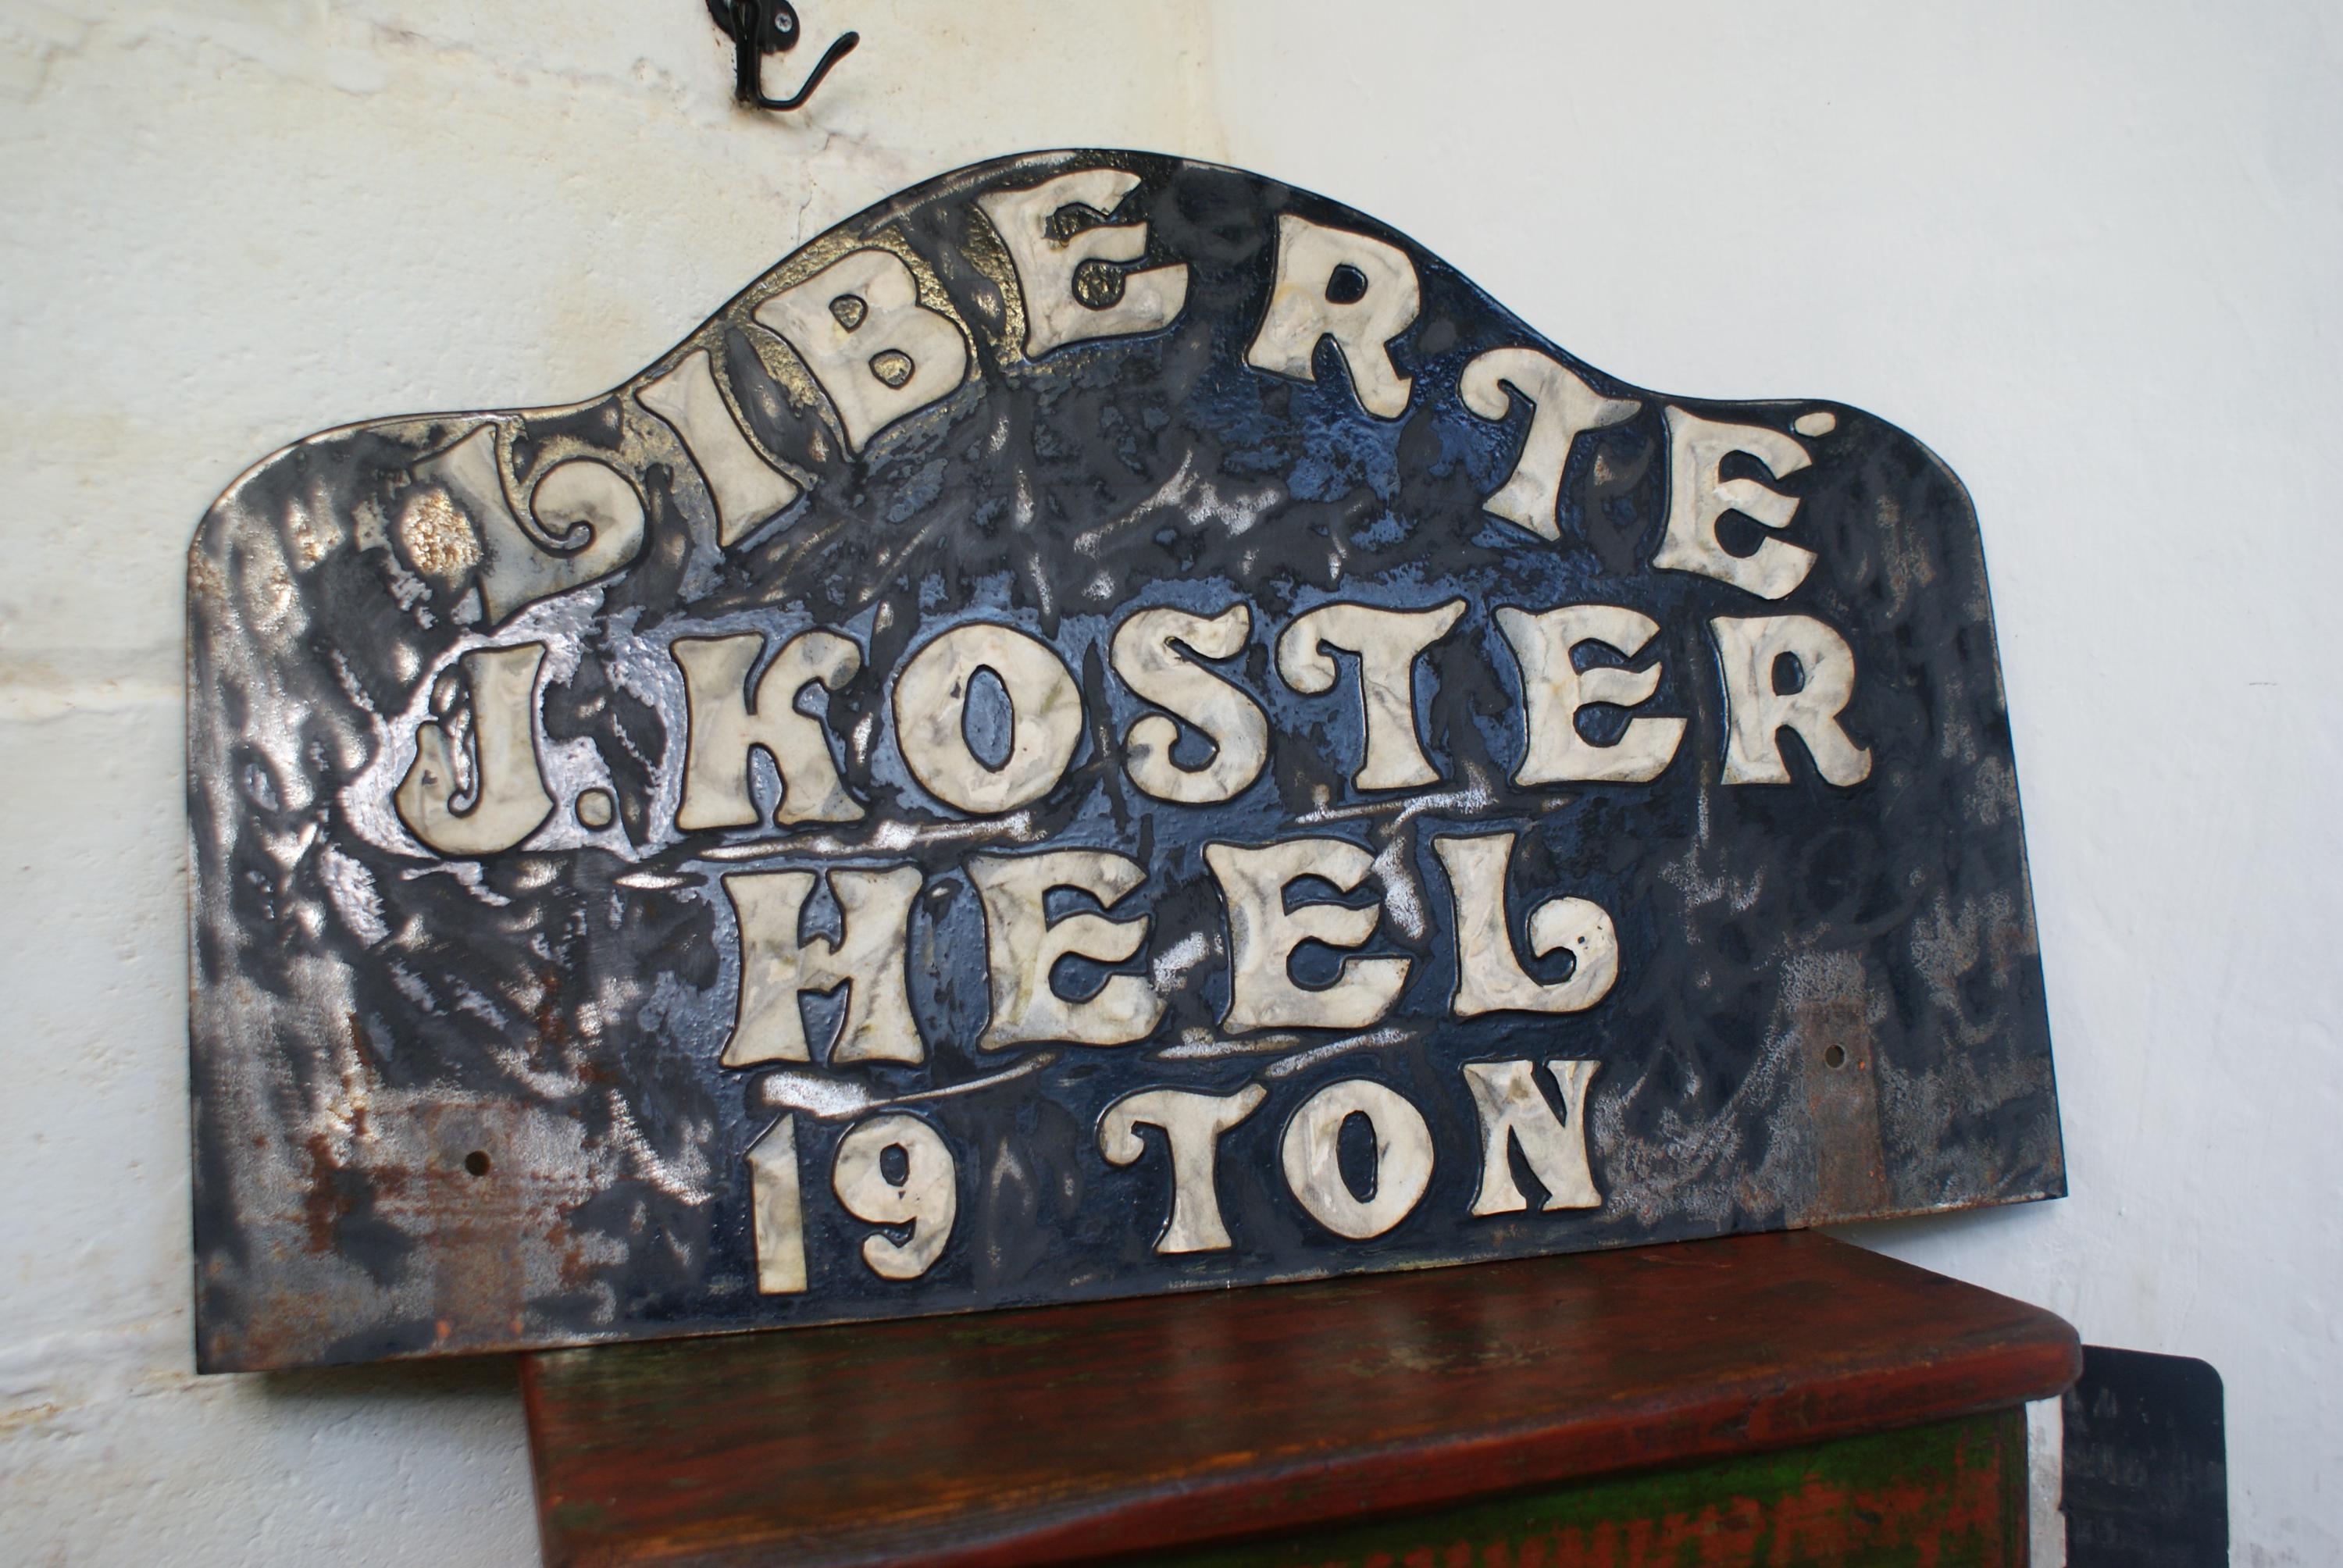 LIBERTÉ
J. KOSTER
HEEL
19 TON